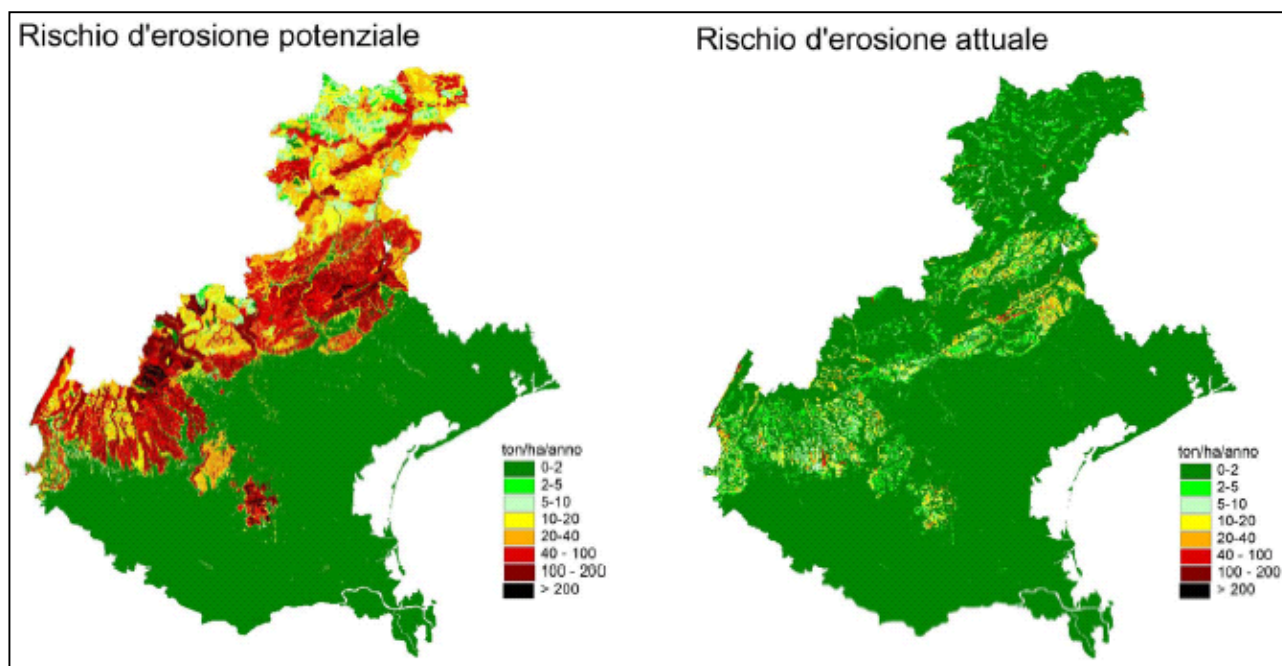 Rischio d'erosione potenziale
Rischio d'erosione attuale
ton/ha/anno
0-2
2-5
5-10
10-20
20-40
40 - 100
100 - 200
> 200
ton/ha/anno
0-2
2-5
5-10
10-20
20-40
40 - 100
100 - 200
> 200